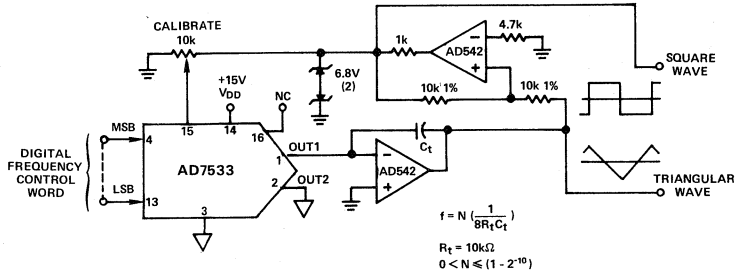 CALIBRATE
10k
1k
AD542
–
+
4.7k
SQUARE
WAVE
6.8V
(2)
10k 1%
10k 1%
+15V
VDD
NC
15
14
16
MSB
4
DIGITAL
FREQUENCY
CONTROL
WORD
AD7533
1
OUT1
2
OUT2
LSB
13
3
Ct
–
AD542
+
TRIANGULAR
WAVE
f = N (1/8RtCt)
Rt = 10kΩ
0 < N ≤ (1 - 2⁻¹⁰)